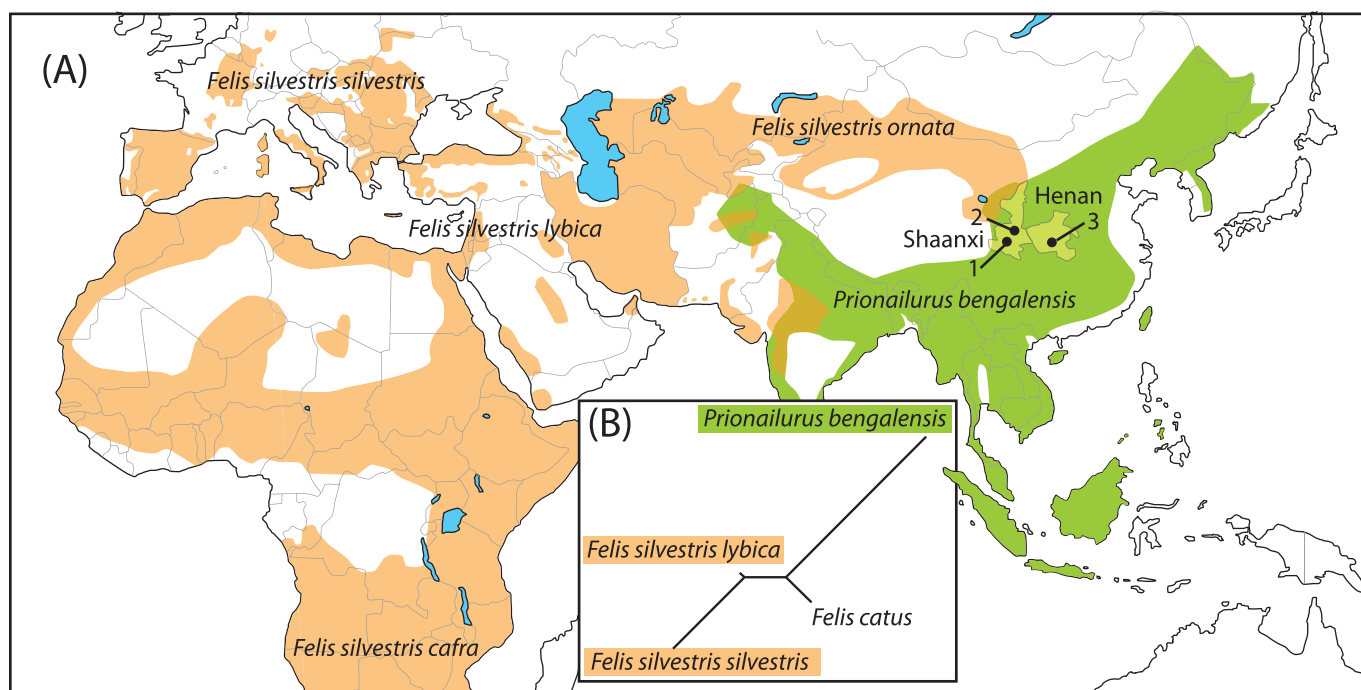 (A)
Felis silvestris silvestris
Felis silvestris ornata
Felis silvestris lybica
Henan
2
3
Shaanxi
1
Prionailurus bengalensis
Felis silvestris cafra
(B)
Prionailurus bengalensis
Felis silvestris lybica
Felis catus
Felis silvestris silvestris